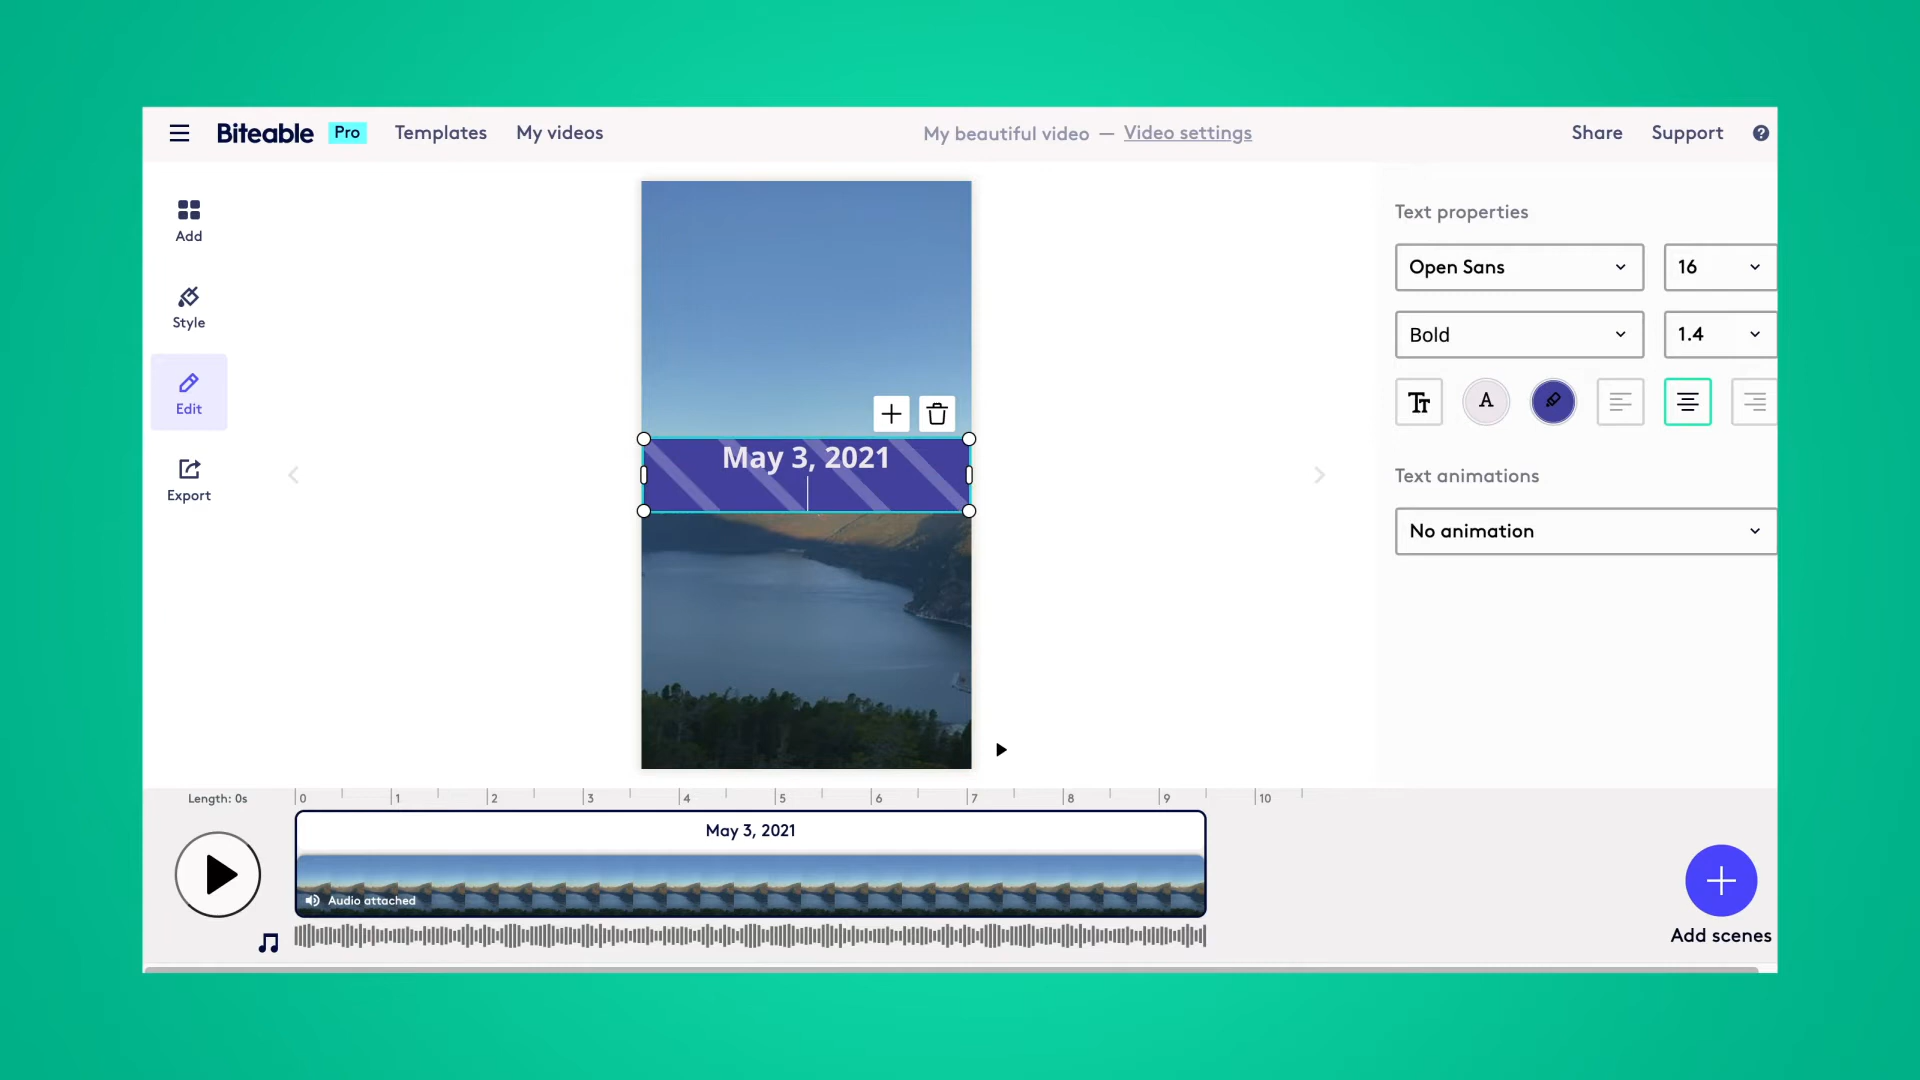 Biteable Pro Templates My videos My beautiful video — Video settings Share Support ?
Add
Style
Edit
Export
May 3, 2021
Text properties
Open Sans 16
Bold 1.4
Tt A
Text animations
No animation
Length: 0s 0 1 2 3 4 5 6 7 8 9 10
May 3, 2021
Audio attached
Add scenes